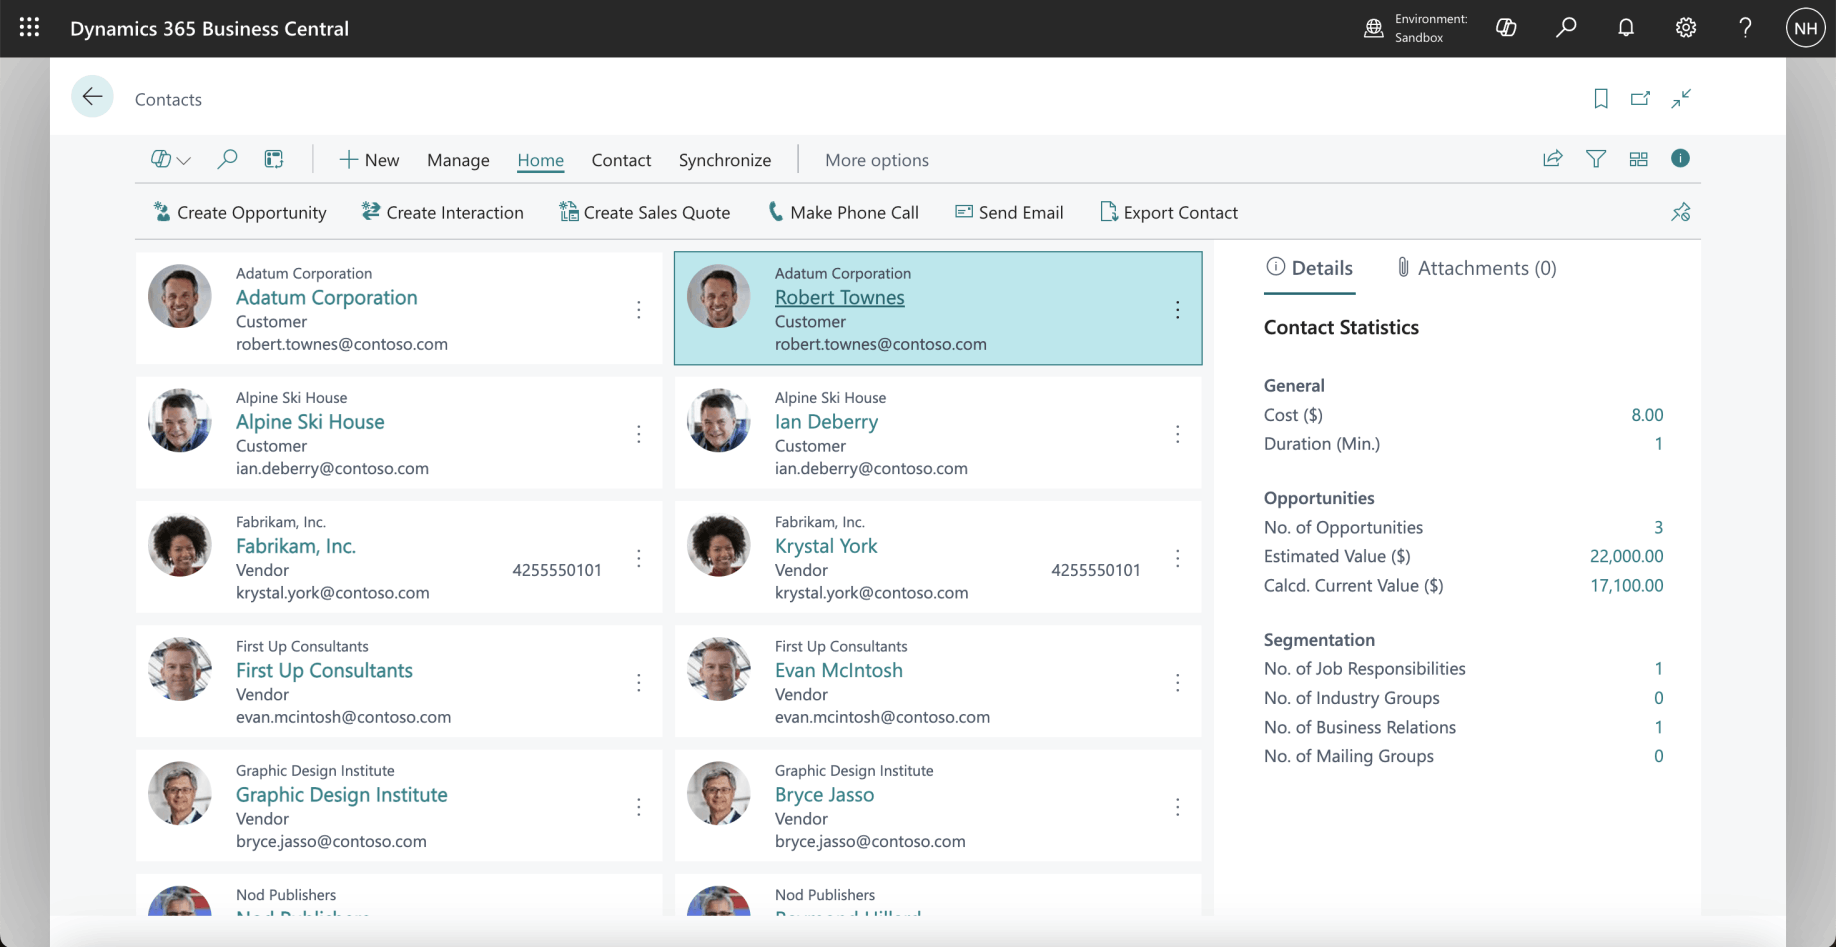 Dynamics 365 Business Central
Environment:
Sandbox
NH
Contacts
New
Manage
Home
Contact
Synchronize
More options
Create Opportunity
Create Interaction
Create Sales Quote
Make Phone Call
Send Email
Export Contact
Adatum Corporation
Adatum Corporation
Customer
robert.townes@contoso.com
Adatum Corporation
Robert Townes
Customer
robert.townes@contoso.com
Alpine Ski House
Alpine Ski House
Customer
ian.deberry@contoso.com
Alpine Ski House
Ian Deberry
Customer
ian.deberry@contoso.com
Fabrikam, Inc.
Fabrikam, Inc.
Vendor 4255550101
krystal.york@contoso.com
Fabrikam, Inc.
Krystal York
Vendor 4255550101
krystal.york@contoso.com
First Up Consultants
First Up Consultants
Vendor
evan.mcintosh@contoso.com
First Up Consultants
Evan McIntosh
Vendor
evan.mcintosh@contoso.com
Graphic Design Institute
Graphic Design Institute
Vendor
bryce.jasso@contoso.com
Graphic Design Institute
Bryce Jasso
Vendor
bryce.jasso@contoso.com
Nod Publishers
Nod Publishers
Nod Publishers
Details
Attachments (0)
Contact Statistics
General
Cost ($) 8.00
Duration (Min.) 1
Opportunities
No. of Opportunities 3
Estimated Value ($) 22,000.00
Calcd. Current Value ($) 17,100.00
Segmentation
No. of Job Responsibilities 1
No. of Industry Groups 0
No. of Business Relations 1
No. of Mailing Groups 0